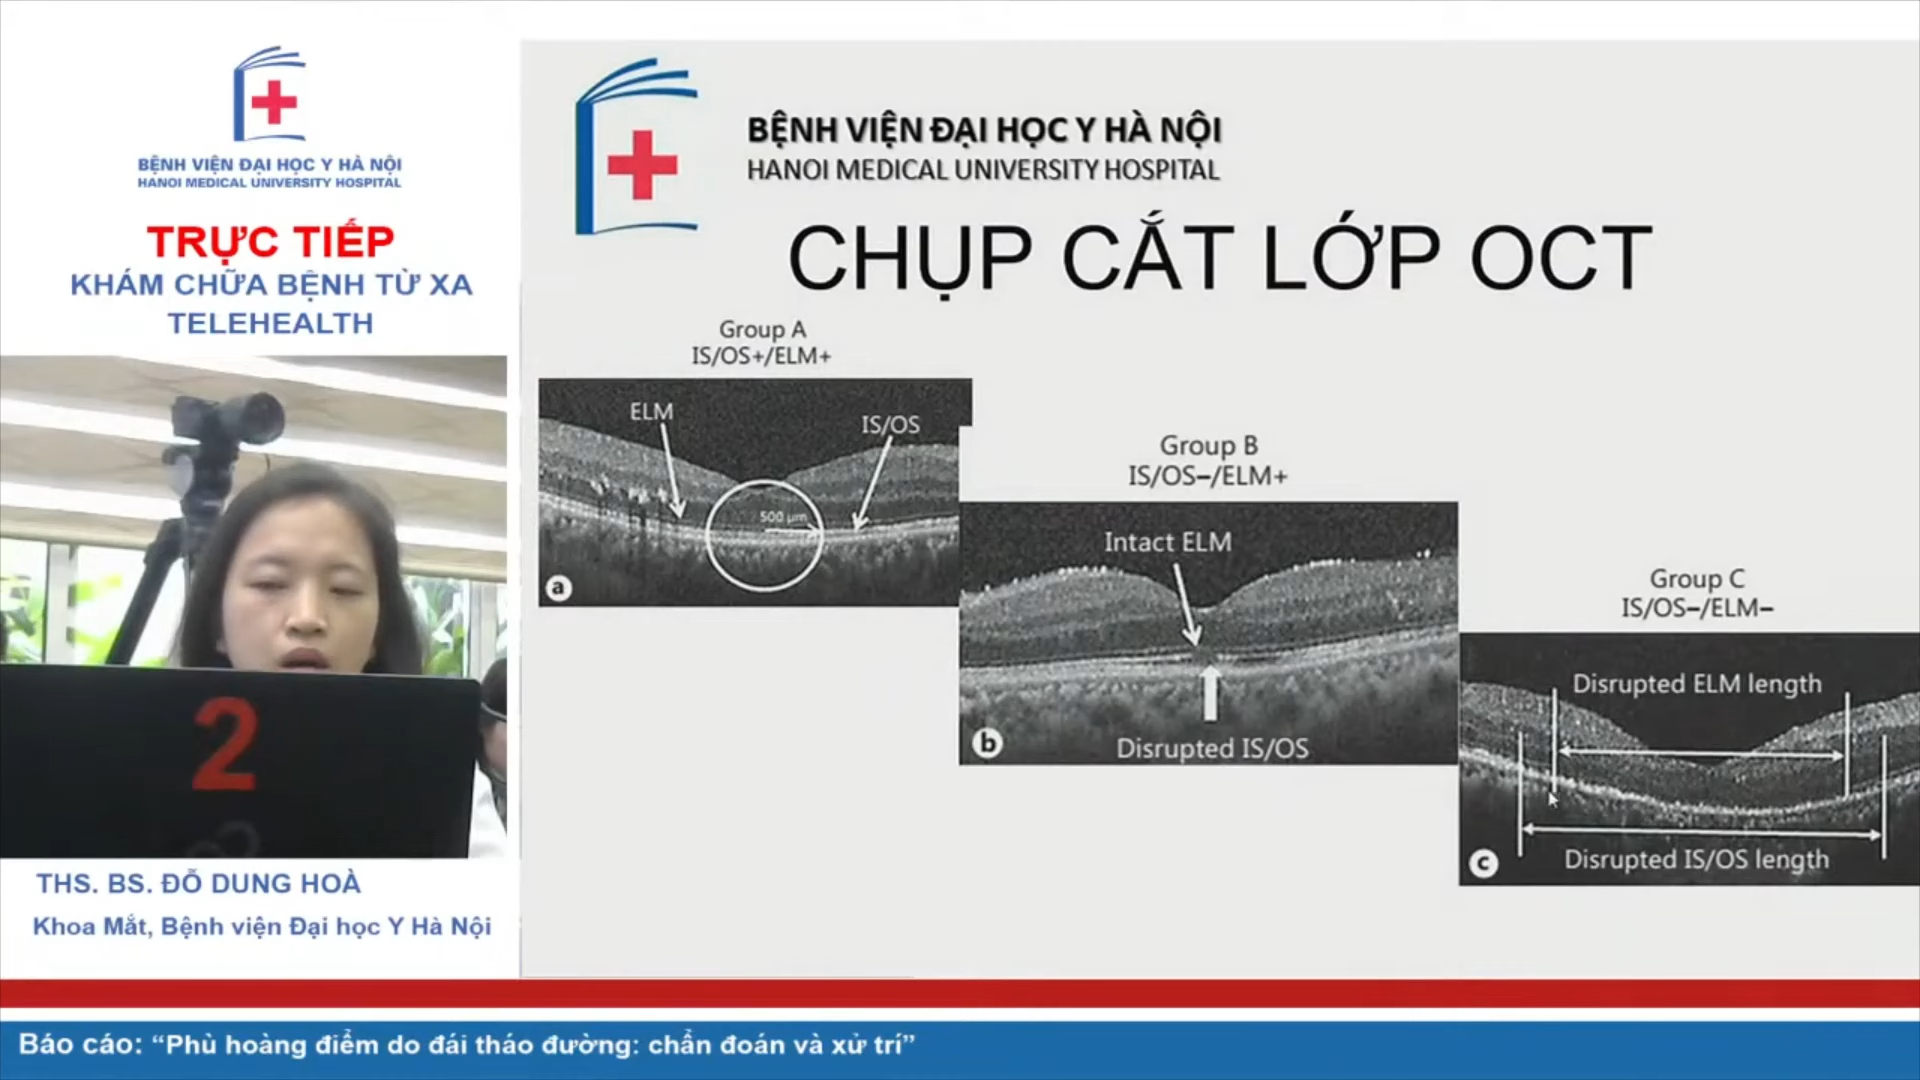 BỆNH VIỆN ĐẠI HỌC Y HÀ NỘI
HANOI MEDICAL UNIVERSITY HOSPITAL
TRỰC TIẾP
KHÁM CHỮA BỆNH TỪ XA
TELEHEALTH
2
THS. BS. ĐỖ DUNG HOÀ
Khoa Mắt, Bệnh viện Đại học Y Hà Nội
BỆNH VIỆN ĐẠI HỌC Y HÀ NỘI
HANOI MEDICAL UNIVERSITY HOSPITAL
CHỤP CẮT LỚP OCT
Group A
IS/OS+/ELM+
ELM
IS/OS
500 µm
a
Group B
IS/OS–/ELM+
Intact ELM
Disrupted IS/OS
b
Group C
IS/OS–/ELM–
Disrupted ELM length
Disrupted IS/OS length
c
Báo cáo: “Phù hoàng điểm do đái tháo đường: chẩn đoán và xử trí”